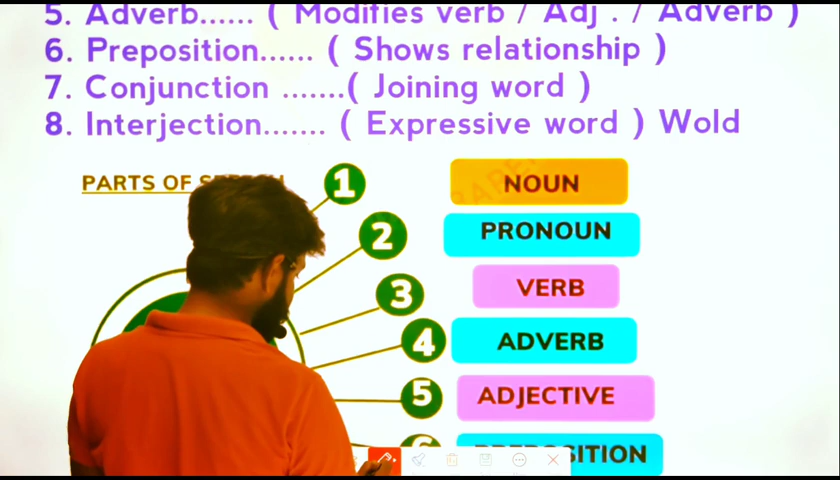 5. Adverb...... ( Modifies verb / Adj . / Adverb )
6. Preposition...... ( Shows relationship )
7. Conjunction .......( Joining word )
8. Interjection....... ( Expressive word ) Wold
PARTS OF
1 NOUN
2 PRONOUN
3 VERB
4 ADVERB
5 ADJECTIVE
6